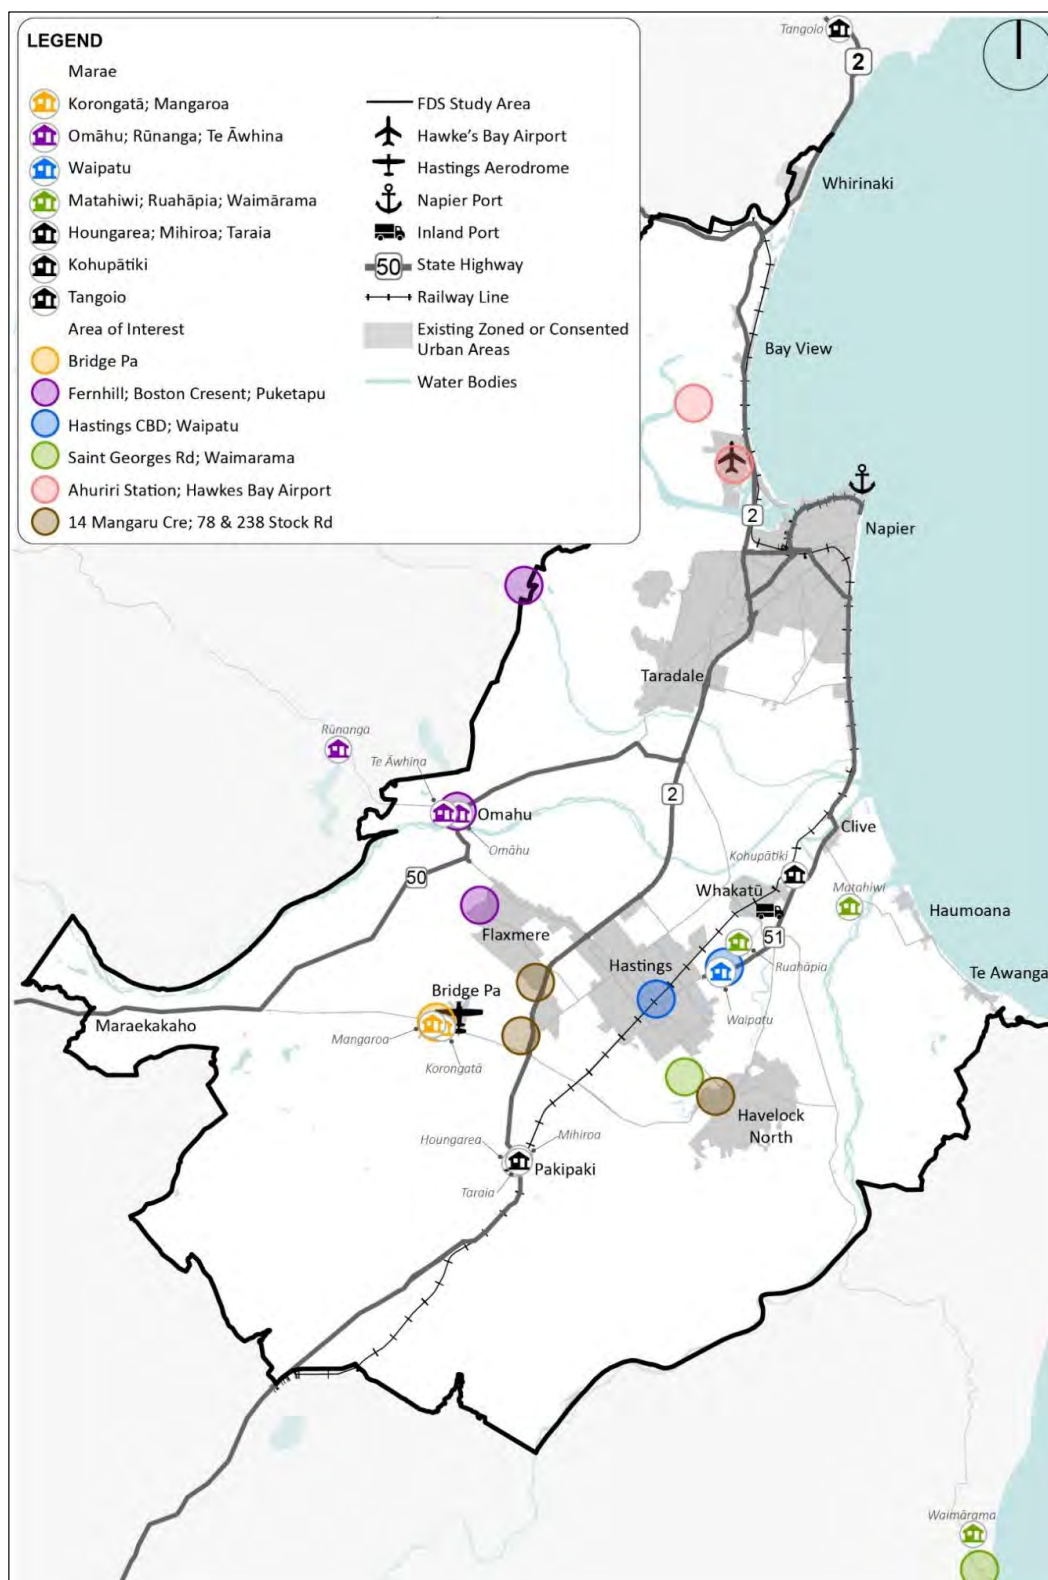 LEGEND
Marae
Korongatā; Mangaroa
Omāhu; Rūnanga; Te Āwhina
Waipatu
Matahiwi; Ruahāpia; Waimārama
Houngarea; Mihiroa; Taraia
Kohupātiki
Tangoio
Area of Interest
Bridge Pa
Fernhill; Boston Cresent; Puketapu
Hastings CBD; Waipatu
Saint Georges Rd; Waimarama
Ahuriri Station; Hawkes Bay Airport
14 Mangaru Cre; 78 & 238 Stock Rd
FDS Study Area
Hawke's Bay Airport
Hastings Aerodrome
Napier Port
Inland Port
50 State Highway
Railway Line
Existing Zoned or Consented
Urban Areas
Water Bodies
Tangoio
2
Whirinaki
Bay View
2
Napier
Taradale
Rūnanga
Te Āwhina
2
Omahu
Clive
Omāhu
Kohupātiki
50
Whakatū
Matahiwi
Haumoana
Flaxmere
51
Hastings
Ruahāpia
Te Awanga
Bridge Pa
Maraekakaho
Waipatu
Mangaroa
Korongatā
Havelock
North
Houngarea
Mihiroa
Pakipaki
Taraia
Waimārama